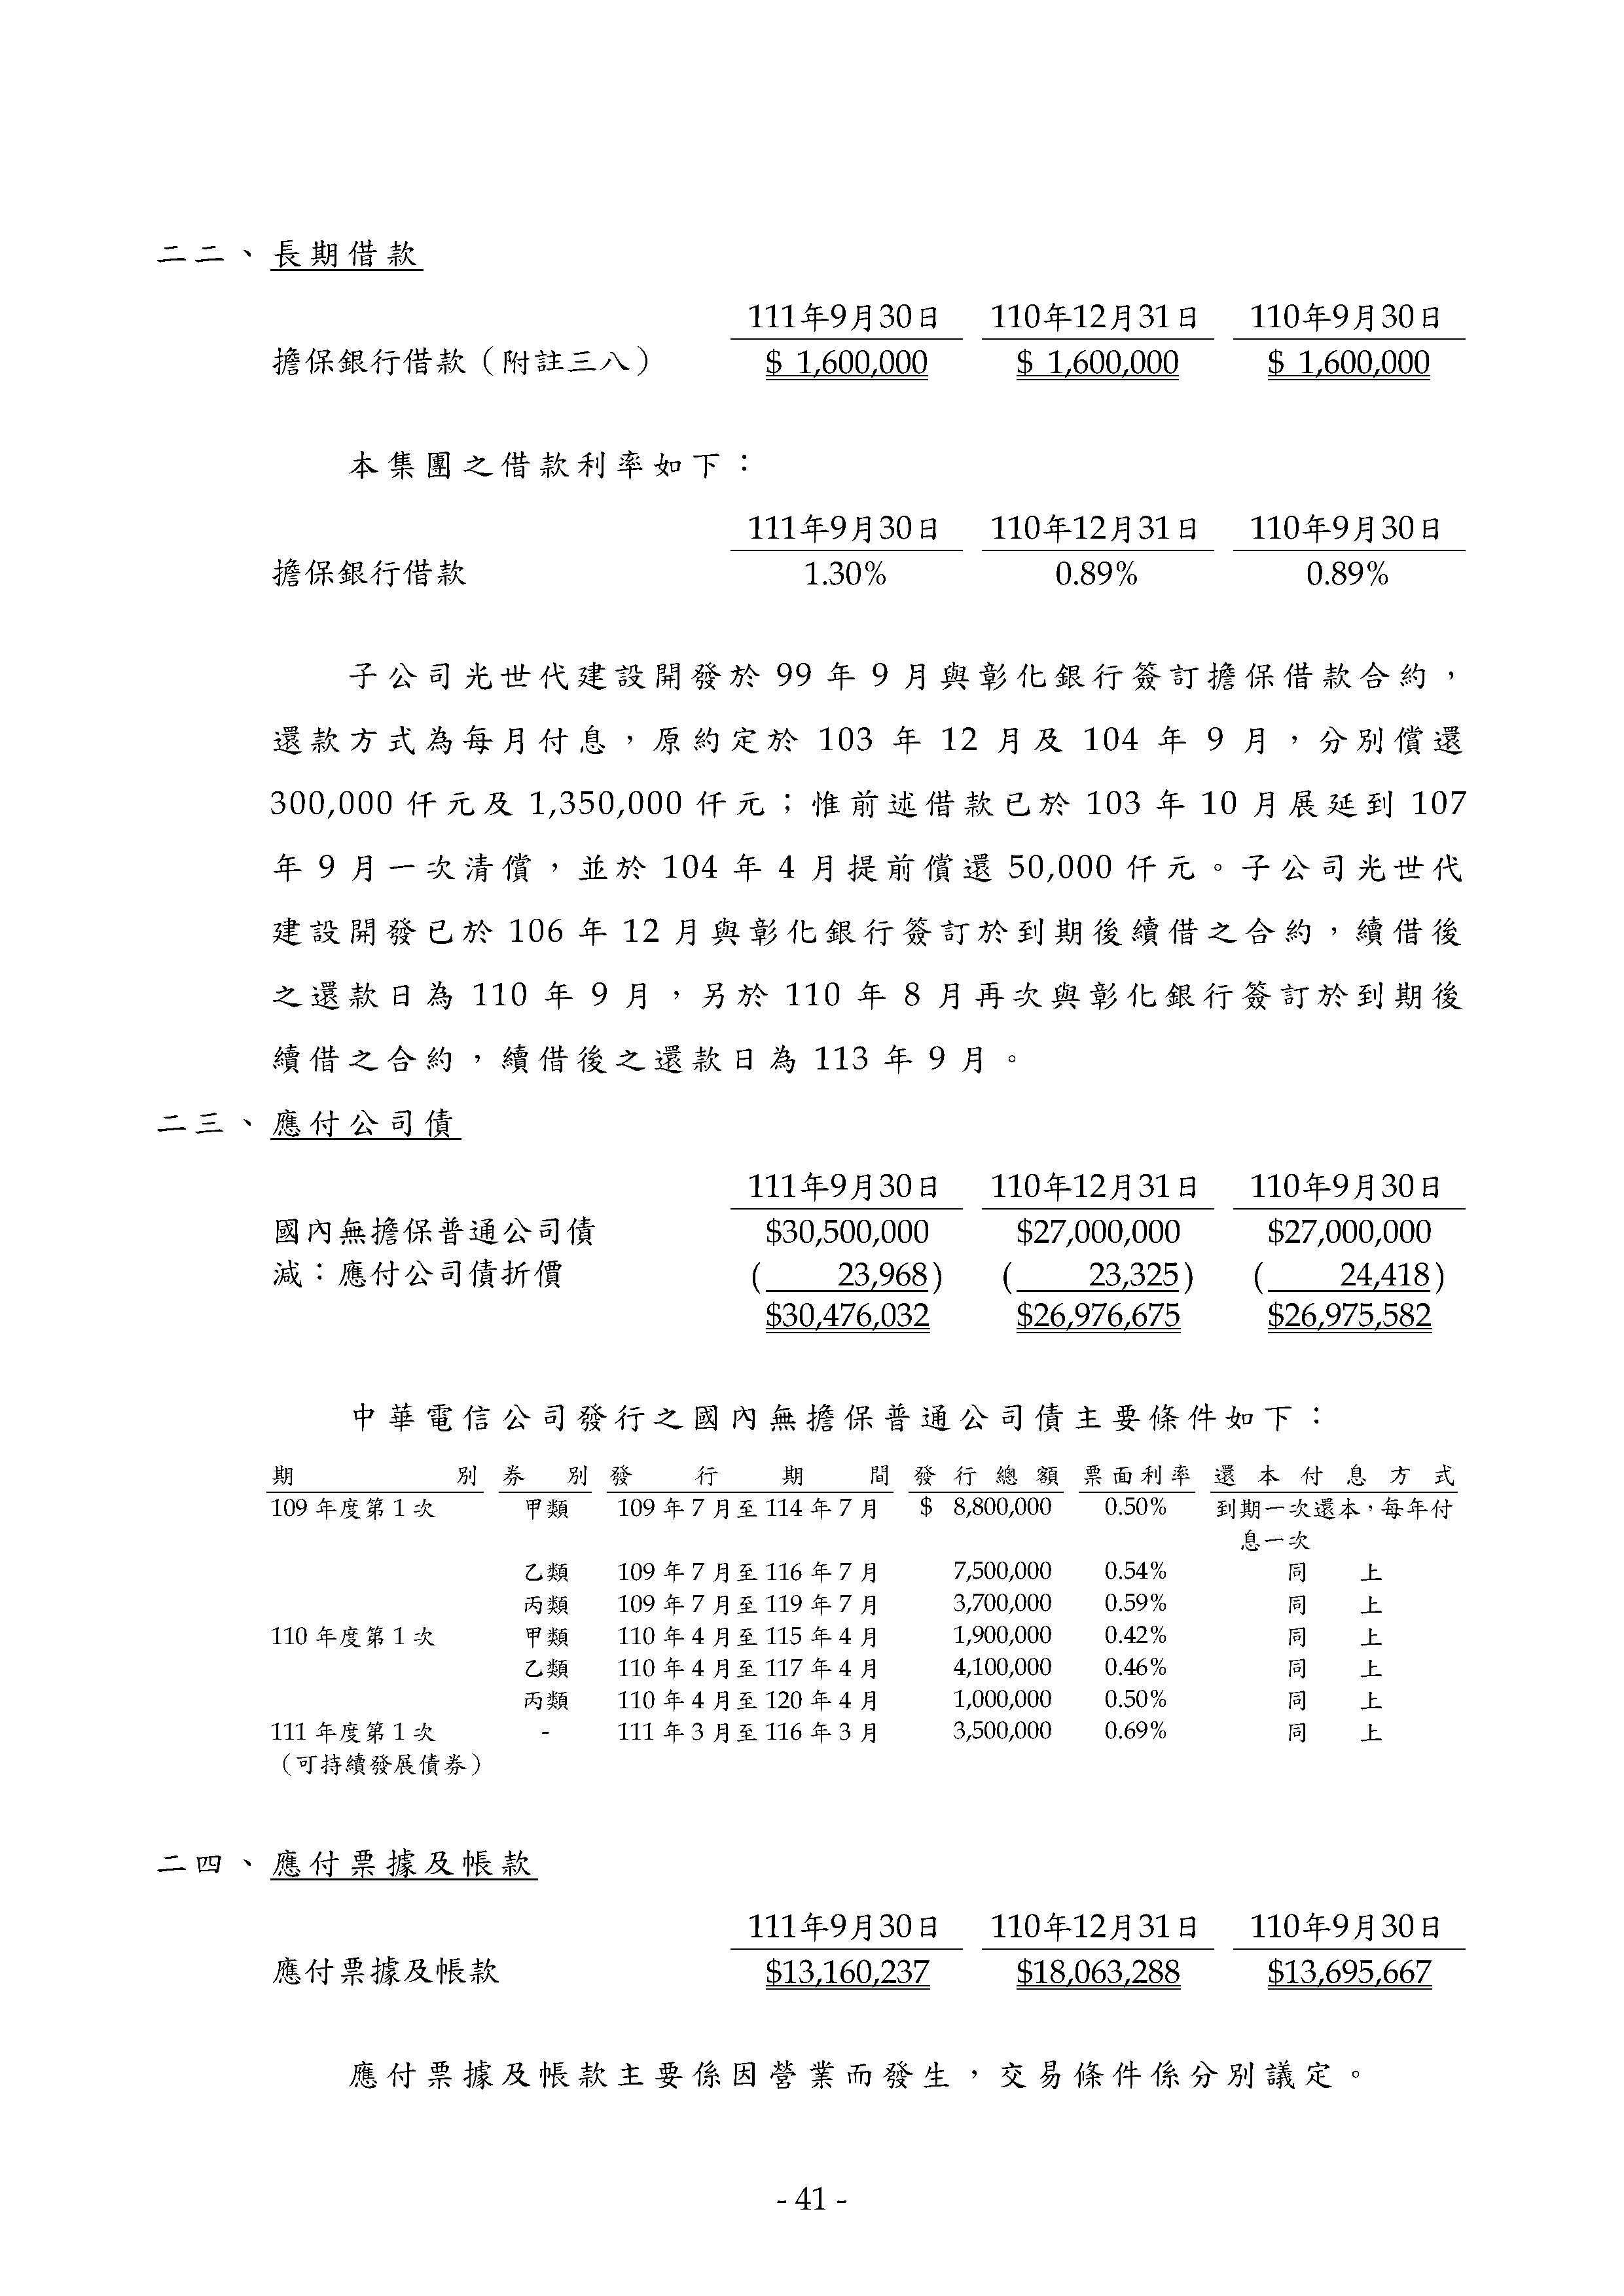 二二、長期借款
111年9月30日 110年12月31日 110年9月30日
擔保銀行借款（附註三八） $ 1,600,000 $ 1,600,000 $ 1,600,000
本集團之借款利率如下：
111年9月30日 110年12月31日 110年9月30日
擔保銀行借款 1.30% 0.89% 0.89%
子公司光世代建設開發於 99 年 9 月與彰化銀行簽訂擔保借款合約，
還款方式為每月付息，原約定於 103 年 12 月及 104 年 9 月，分別償還
300,000 仟元及 1,350,000 仟元；惟前述借款已於 103 年 10 月展延到 107
年 9 月一次清償，並於 104 年 4 月提前償還 50,000 仟元。子公司光世代
建設開發已於 106 年 12 月與彰化銀行簽訂於到期後續借之合約，續借後
之還款日為 110 年 9 月，另於 110 年 8 月再次與彰化銀行簽訂於到期後
續借之合約，續借後之還款日為 113 年 9 月。
二三、應付公司債
111年9月30日 110年12月31日 110年9月30日
國內無擔保普通公司債 $30,500,000 $27,000,000 $27,000,000
減：應付公司債折價 ( 23,968) ( 23,325) ( 24,418)
$30,476,032 $26,976,675 $26,975,582
中華電信公司發行之國內無擔保普通公司債主要條件如下：
期別 券別 發行期間 發行總額 票面利率 還本付息方式
109 年度第 1 次 甲類 109 年 7 月至 114 年 7 月 $ 8,800,000 0.50% 到期一次還本，每年付
息一次
乙類 109 年 7 月至 116 年 7 月 7,500,000 0.54% 同上
丙類 109 年 7 月至 119 年 7 月 3,700,000 0.59% 同上
110 年度第 1 次 甲類 110 年 4 月至 115 年 4 月 1,900,000 0.42% 同上
乙類 110 年 4 月至 117 年 4 月 4,100,000 0.46% 同上
丙類 110 年 4 月至 120 年 4 月 1,000,000 0.50% 同上
111 年度第 1 次 - 111 年 3 月至 116 年 3 月 3,500,000 0.69% 同上
（可持續發展債券）
二四、應付票據及帳款
111年9月30日 110年12月31日 110年9月30日
應付票據及帳款 $13,160,237 $18,063,288 $13,695,667
應付票據及帳款主要係因營業而發生，交易條件係分別議定。
- 41 -